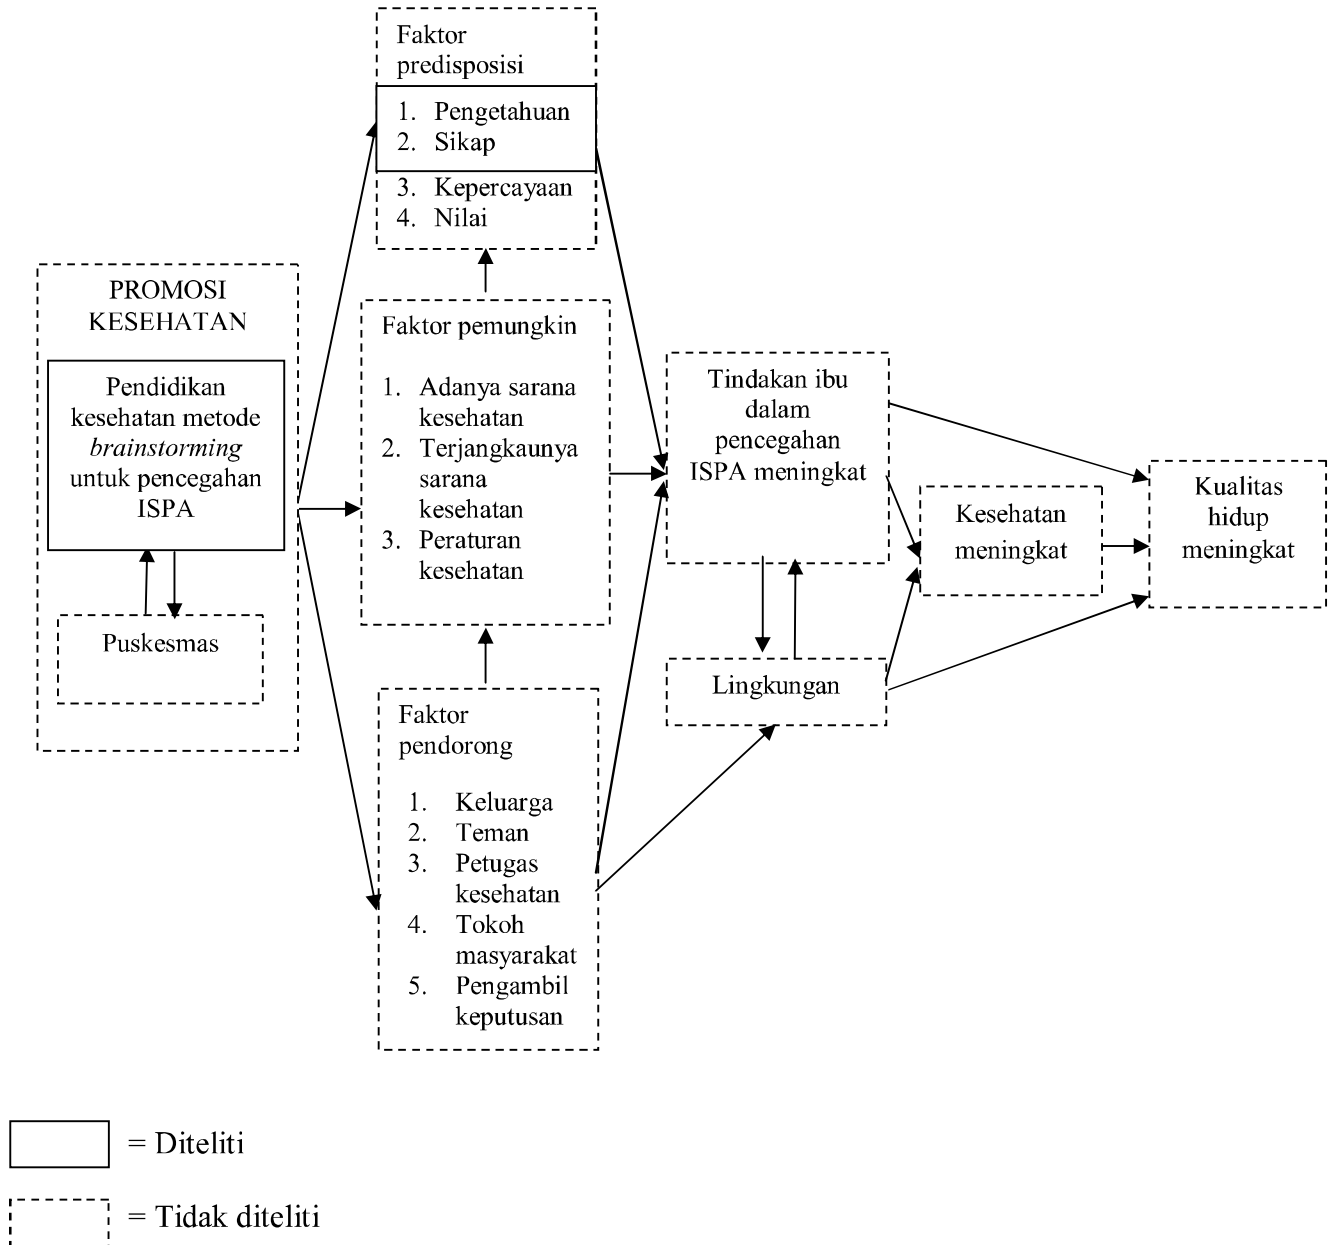 Faktor
predisposisi
1. Pengetahuan
2. Sikap
3. Kepercayaan
4. Nilai
PROMOSI
KESEHATAN
Pendidikan
kesehatan metode
brainstorming
untuk pencegahan
ISPA
Puskesmas
Faktor pemungkin
1. Adanya sarana
kesehatan
2. Terjangkaunya
sarana
kesehatan
3. Peraturan
kesehatan
Faktor
pendorong
1. Keluarga
2. Teman
3. Petugas
kesehatan
4. Tokoh
masyarakat
5. Pengambil
keputusan
Tindakan ibu
dalam
pencegahan
ISPA meningkat
Lingkungan
Kesehatan
meningkat
Kualitas
hidup
meningkat
= Diteliti
= Tidak diteliti